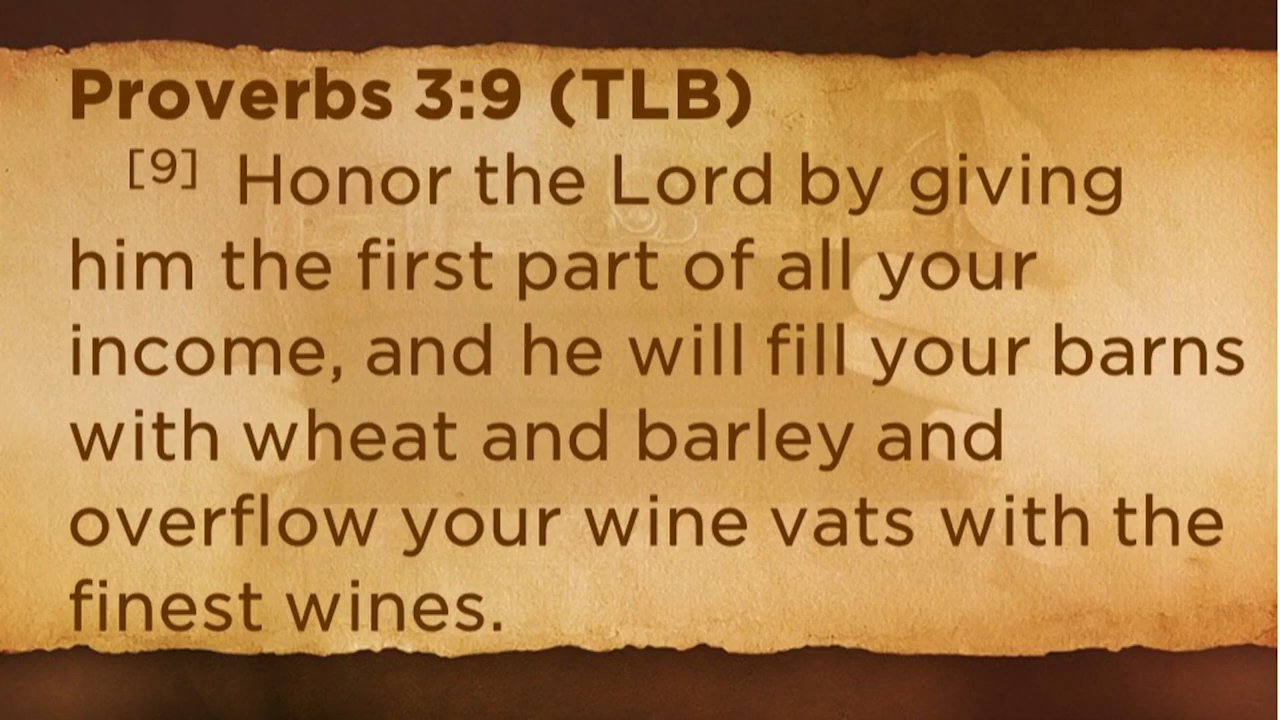 Proverbs 3:9 (TLB)
[9] Honor the Lord by giving
him the first part of all your
income, and he will fill your barns
with wheat and barley and
overflow your wine vats with the
finest wines.